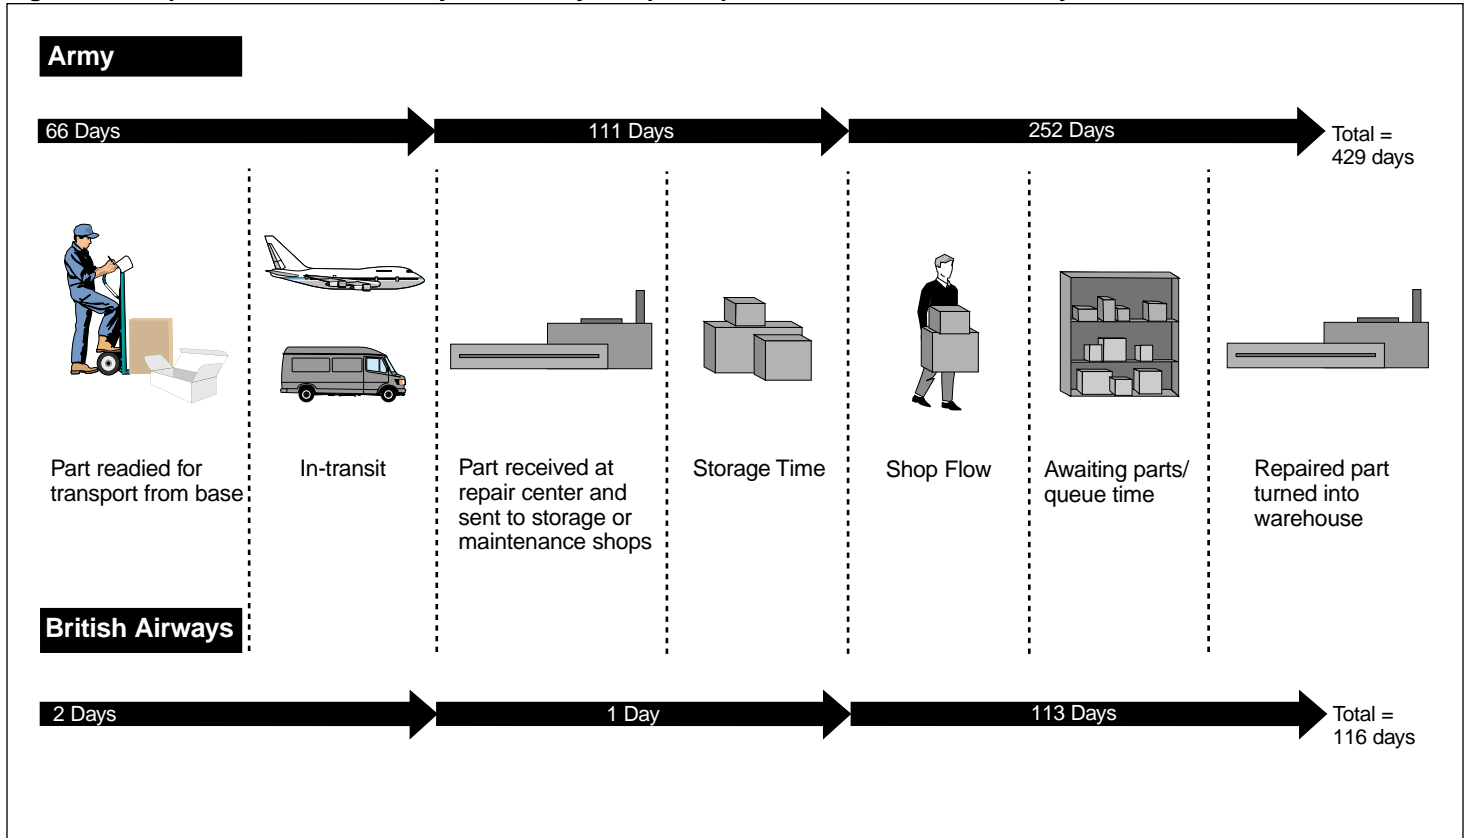 Army
66 Days
111 Days
252 Days
Total =
429 days
Part readied for
transport from base
In-transit
Part received at
repair center and
sent to storage or
maintenance shops
Storage Time
Shop Flow
Awaiting parts/
queue time
Repaired part
turned into
warehouse
British Airways
2 Days
1 Day
113 Days
Total =
116 days